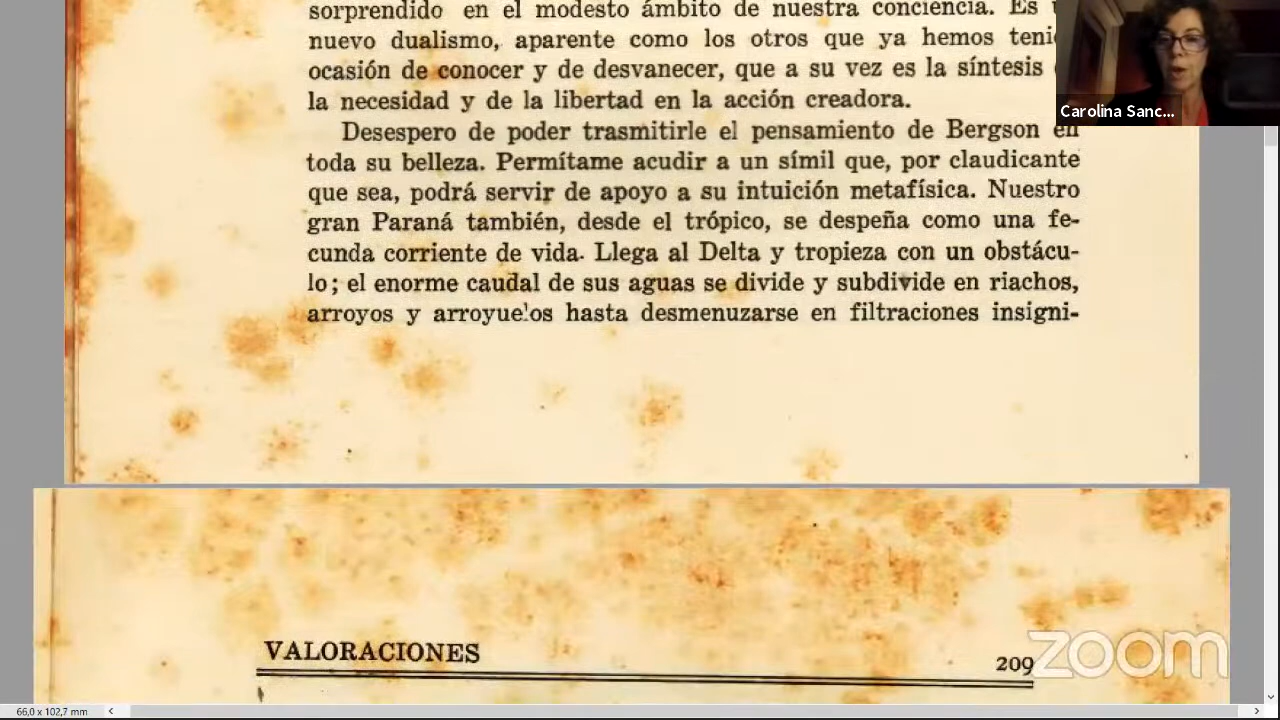 sorprendido en el modesto ámbito de nuestra conciencia. Es
nuevo dualismo, aparente como los otros que ya hemos
ocasión de conocer y de desvanecer, que a su vez es la síntesis
la necesidad y de la libertad en la acción creadora.
Desespero de poder trasmitirle el pensamiento de Bergson en
toda su belleza. Permítame acudir a un símil que, por claudicante
que sea, podrá servir de apoyo a su intuición metafísica. Nuestro
gran Paraná también, desde el trópico, se despeña como una fe-
cunda corriente de vida. Llega al Delta y tropieza con un obstácu-
lo; el enorme caudal de sus aguas se divide y subdivide en riachos,
arroyos y arroyuelos hasta desmenuzarse en filtraciones insigni-
VALORACIONES 209
Carolina Sanc...
zoom
66,0 x 102,7 mm